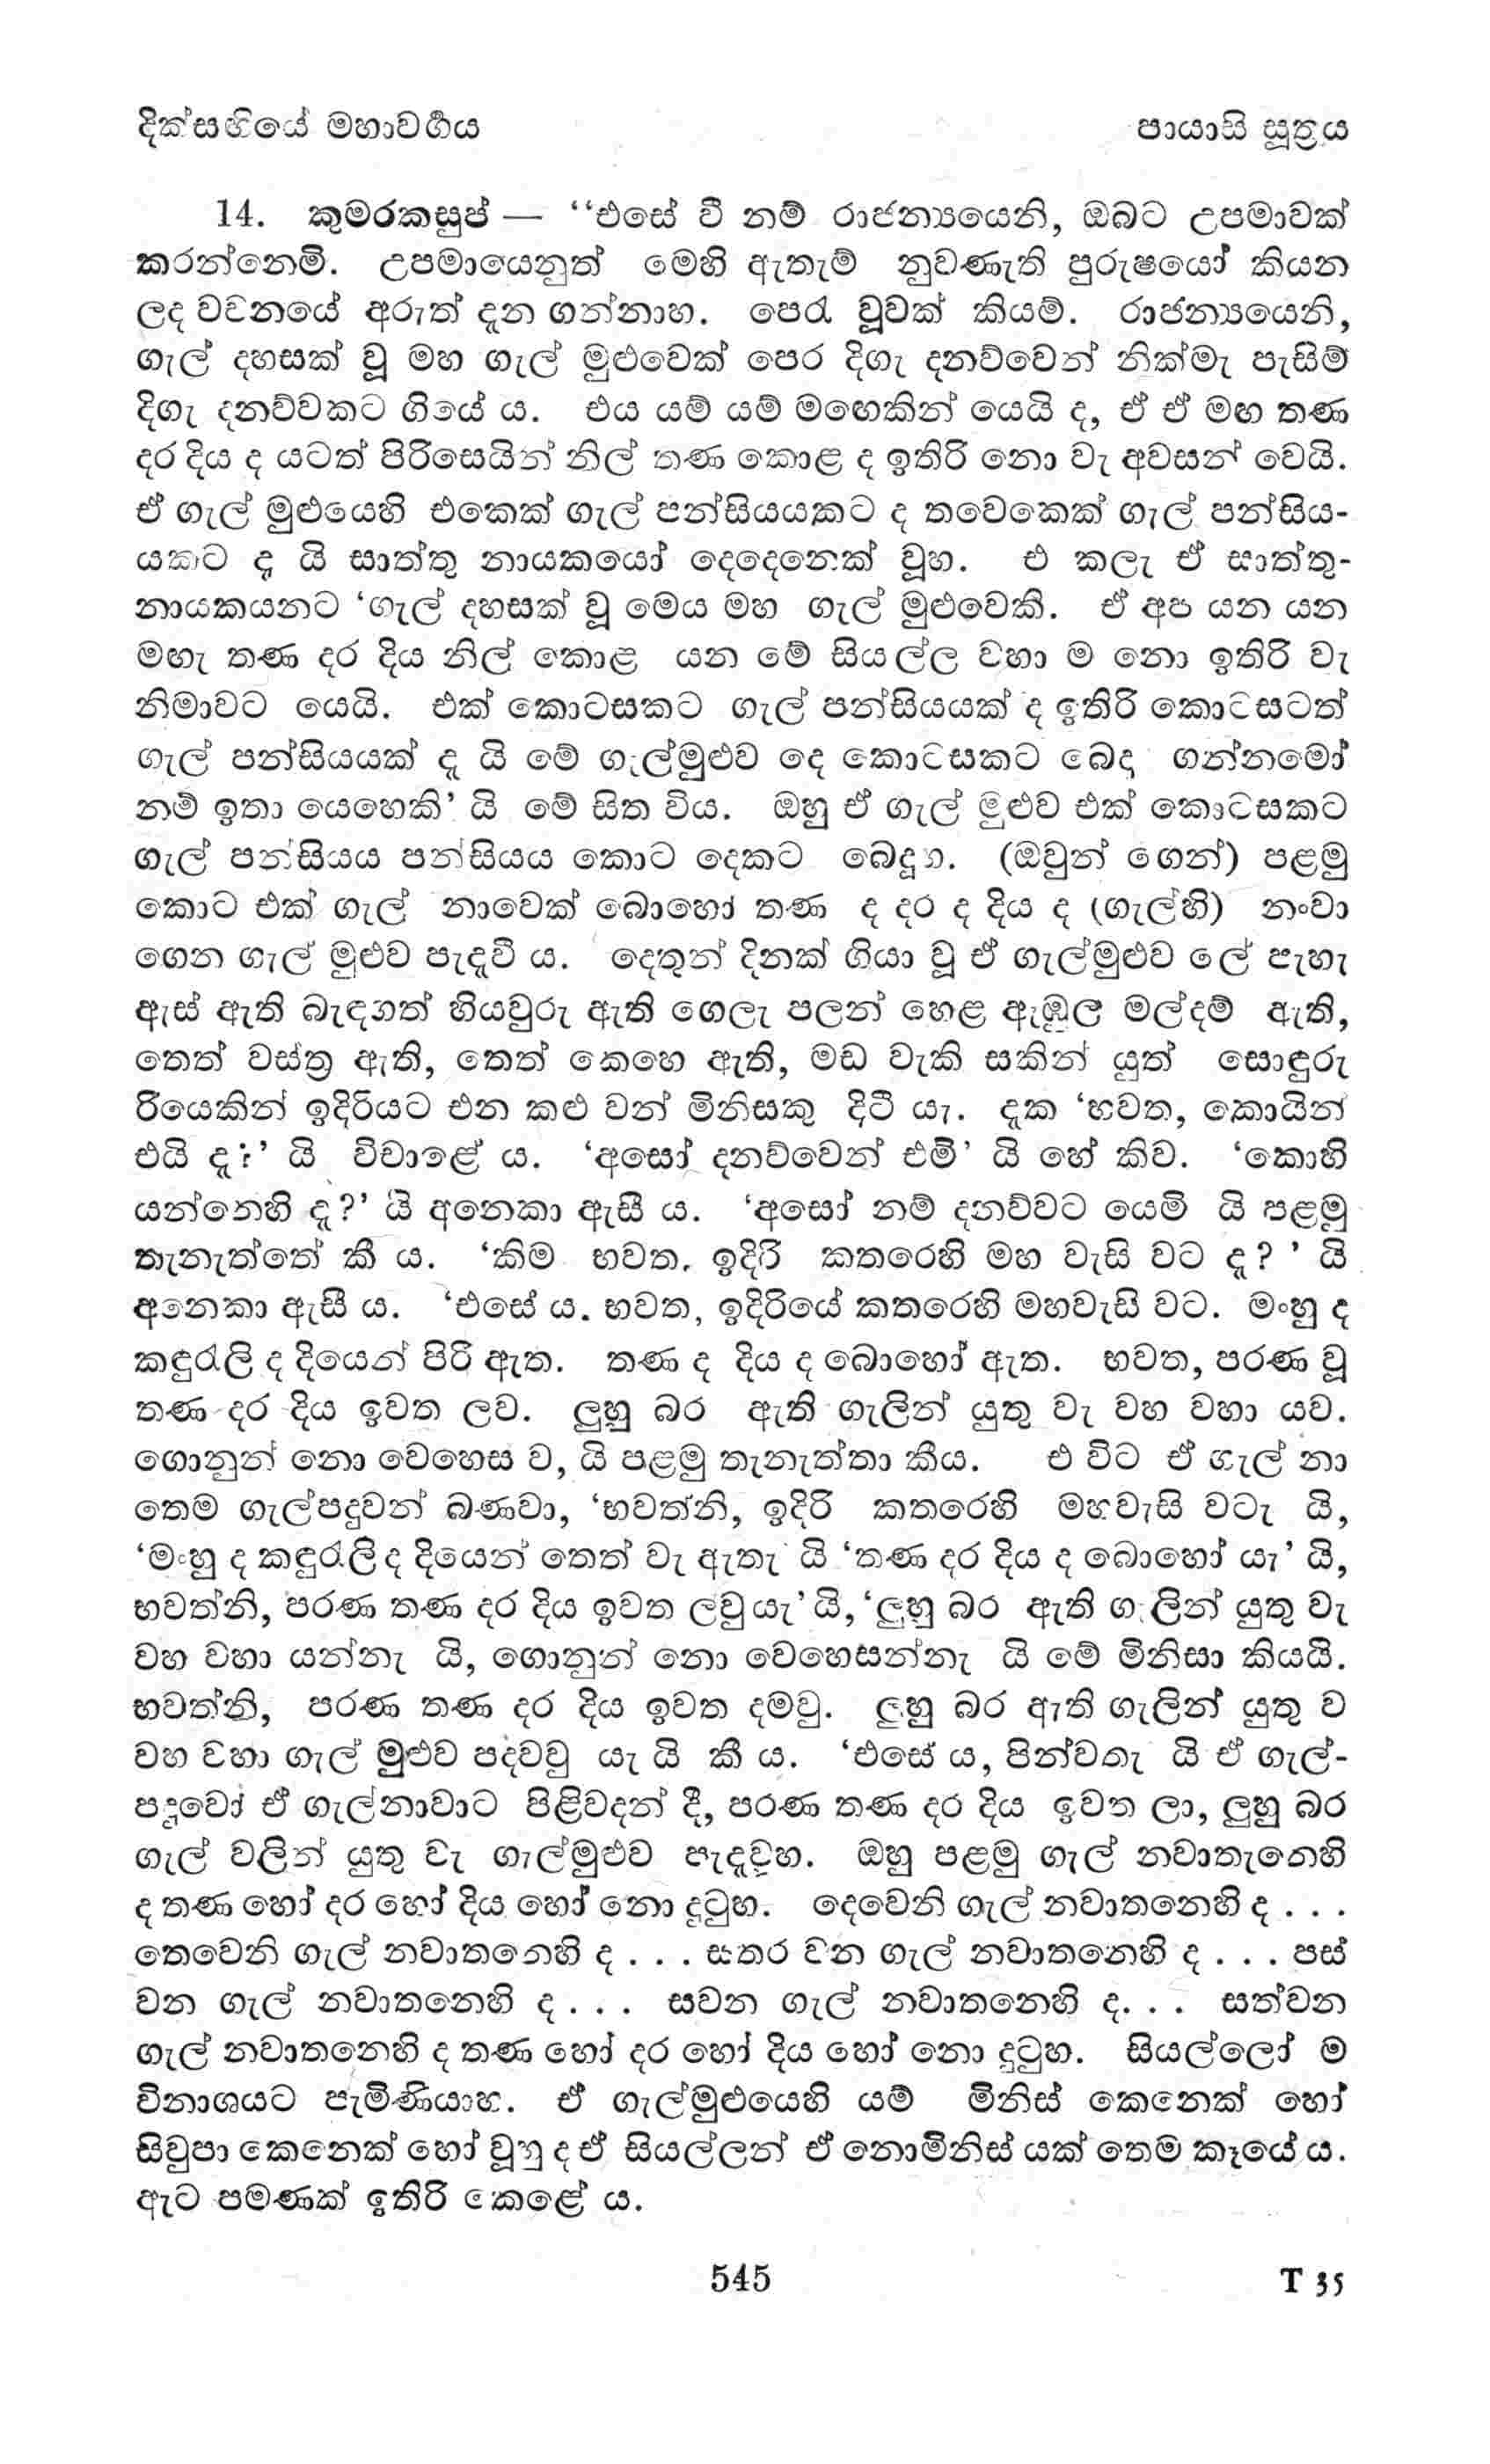 දික්සඟියේ මහාවර්‍ගය පායාසි සූත්‍රය
14. කුමරකසුප් — “එසේ වී නම් රාජන්‍යයෙනි, ඔබට උපමාවක්
කරන්නෙමි. උපමායෙනුත් මෙහි ඇතැම් නුවණැති පුරුෂයෝ කියන
ලද වචනයේ අරුත් දැන ගන්නාහ. පෙරැ වූවක් කියම්. රාජන්‍යයෙනි,
ගැල් දහසක් වූ මහ ගැල් මුළුවෙක් පෙර දිගැ දනව්වෙන් නික්මැ පැසිම්
දිගැ දනව්වකට ගියේ ය. එය යම් යම් මඟෙකින් යෙයි ද, ඒ ඒ මඟ තණ
දර දිය ද යටත් පිරිසෙයින් නිල් තණ කොළ ද ඉතිරි නො වැ අවසන් වෙයි.
ඒ ගැල් මුළුයෙහි එකෙක් ගැල් පන්සියයකට ද තවෙකෙක් ගැල් පන්සිය-
යකට ද යි සාත්තු නායකයෝ දෙදෙනෙක් වූහ. එ කලැ ඒ සාත්තු-
නායකයනට ‘ගැල් දහසක් වූ මෙය මහ ගැල් මුළුවෙකි. ඒ අප යන යන
මඟැ තණ දර දිය නිල් කොළ යන මේ සියල්ල වහා ම නො ඉතිරි වැ
නිමාවට යෙයි. එක් කොටසකට ගැල් පන්සියයක් ද ඉතිරි කොටසටත්
ගැල් පන්සියයක් ද යි මේ ගැල්මුළුව දෙ කොටසකට බෙදා ගන්නමෝ
නම් ඉතා යෙහෙකි’ යි මේ සිත විය. ඔහු ඒ ගැල් මුළුව එක් කොටසකට
ගැල් පන්සියය පන්සියය කොට දෙකට බෙදූහ. (ඔවුන් ගෙන්) පළමු
කොට එක් ගැල් නාවෙක් බොහෝ තණ ද දර ද දිය ද (ගැල්හි) නංවා
ගෙන ගැල් මුළුව පැදැවී ය. දෙතුන් දිනක් ගියා වූ ඒ ගැල්මුළුව ලේ පැහැ
ඇස් ඇති බැඳගත් හියවුරු ඇති ගෙලැ පලන් හෙළ ඇඹුල මල්දම් ඇති,
තෙත් වස්ත්‍ර ඇති, තෙත් කෙහෙ ඇති, මඩ වැකි සකින් යුත් සොඳුරු
රියෙකින් ඉදිරියට එන කළු වන් මිනිසකු දිටී යැ. දැක ‘භවත, කොයින්
එයි ද?’ යි විචාළේ ය. ‘අසෝ දනව්වෙන් එමි’ යි හේ කිව. ‘කොහි
යන්නෙහි ද?’ යි අනෙකා ඇසී ය. ‘අසෝ නම් දනව්වට යෙමි යි පළමු
තැනැත්තේ කී ය. ‘කිම භවත. ඉදිරි කතරෙහි මහ වැසි වට ද? ’ යි
අනෙකා ඇසී ය. ‘එසේ ය. භවත, ඉදිරියේ කතරෙහි මහවැසි වට. මංහු ද
කඳුරැලි ද දියෙන් පිරි ඇත. තණ ද දිය ද බොහෝ ඇත. භවත, පරණ වූ
තණ දර දිය ඉවත ලව. ලුහු බර ඇති ගැලින් යුතු වැ වහ වහා යව.
ගොනුන් නො වෙහෙස ව, යි පළමු තැනැත්තා කීය. එ විට ඒ ගැල් නා
තෙම ගැල්පදුවන් බණවා, ‘භවත්නි, ඉදිරි කතරෙහි මහවැසි වටැ යි,
‘මංහු ද කඳුරැලි ද දියෙන් තෙත් වැ ඇතැ යි ‘තණ දර දිය ද බොහෝ යැ’ යි,
භවත්නි, පරණ තණ දර දිය ඉවත ලවු යැ’ යි, ‘ලුහු බර ඇති ගැලින් යුතු වැ
වහ වහා යන්නැ යි, ගොනුන් නො වෙහෙසන්නැ යි මේ මිනිසා කියයි.
භවත්නි, පරණ තණ දර දිය ඉවත දමවු. ලුහු බර ඇති ගැලින් යුතු ව
වහ වහා ගැල් මුළුව පදවවු යැ යි කී ය. ‘එසේ ය, පින්වතැ යි ඒ ගැල්-
පදුවෝ ඒ ගැල්නාවාට පිළිවදන් දී, පරණ තණ දර දිය ඉවත ලා, ලුහු බර
ගැල් වලින් යුතු වැ ගැල්මුළුව පැදැවූහ. ඔහු පළමු ගැල් නවාතැනෙහි
ද තණ හෝ දර හෝ දිය හෝ නො දුටුහ. දෙවෙනි ගැල් නවාතනෙහි ද . . .
තෙවෙනි ගැල් නවාතනෙහි ද . . . සතර වන ගැල් නවාතනෙහි ද . . . පස්
වන ගැල් නවාතනෙහි ද . . . සවන ගැල් නවාතනෙහි ද. . . සත්වන
ගැල් නවාතනෙහි ද තණ හෝ දර හෝ දිය හෝ නො දුටුහ. සියල්ලෝ ම
විනාශයට පැමිණියාහ. ඒ ගැල්මුළුයෙහි යම් මිනිස් කෙනෙක් හෝ
සිවුපා කෙනෙක් හෝ වූහු ද ඒ සියල්ලන් ඒ නොමිනිස් යක් තෙම කෑයේ ය.
ඇට පමණක් ඉතිරි කෙළේ ය.
545 T 35